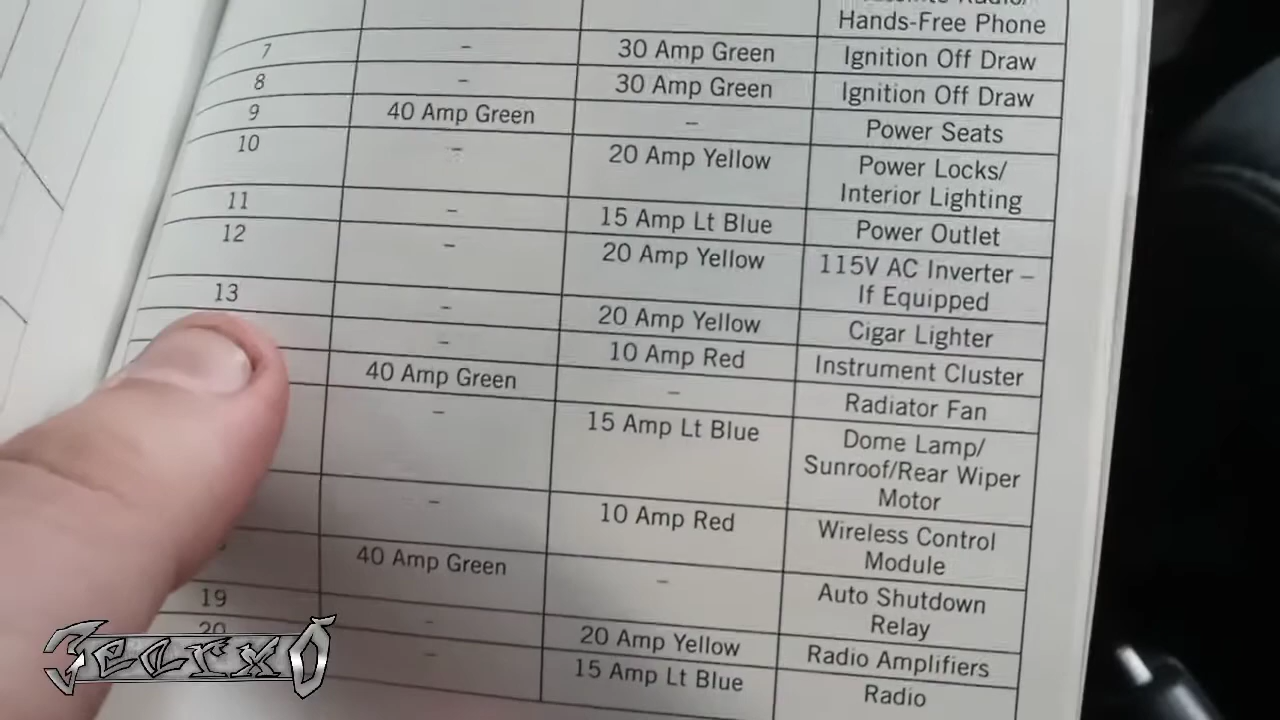 Hands-Free Phone
7 – 30 Amp Green Ignition Off Draw
8 – 30 Amp Green Ignition Off Draw
9 40 Amp Green – Power Seats
10 – 20 Amp Yellow Power Locks/
Interior Lighting
11 – 15 Amp Lt Blue Power Outlet
12 – 20 Amp Yellow 115V AC Inverter –
If Equipped
13 – 20 Amp Yellow Cigar Lighter
– 10 Amp Red Instrument Cluster
40 Amp Green – Radiator Fan
– 15 Amp Lt Blue Dome Lamp/
Sunroof/Rear Wiper
Motor
– 10 Amp Red Wireless Control
Module
40 Amp Green – Auto Shutdown
Relay
19 – 20 Amp Yellow Radio Amplifiers
20 – 15 Amp Lt Blue Radio